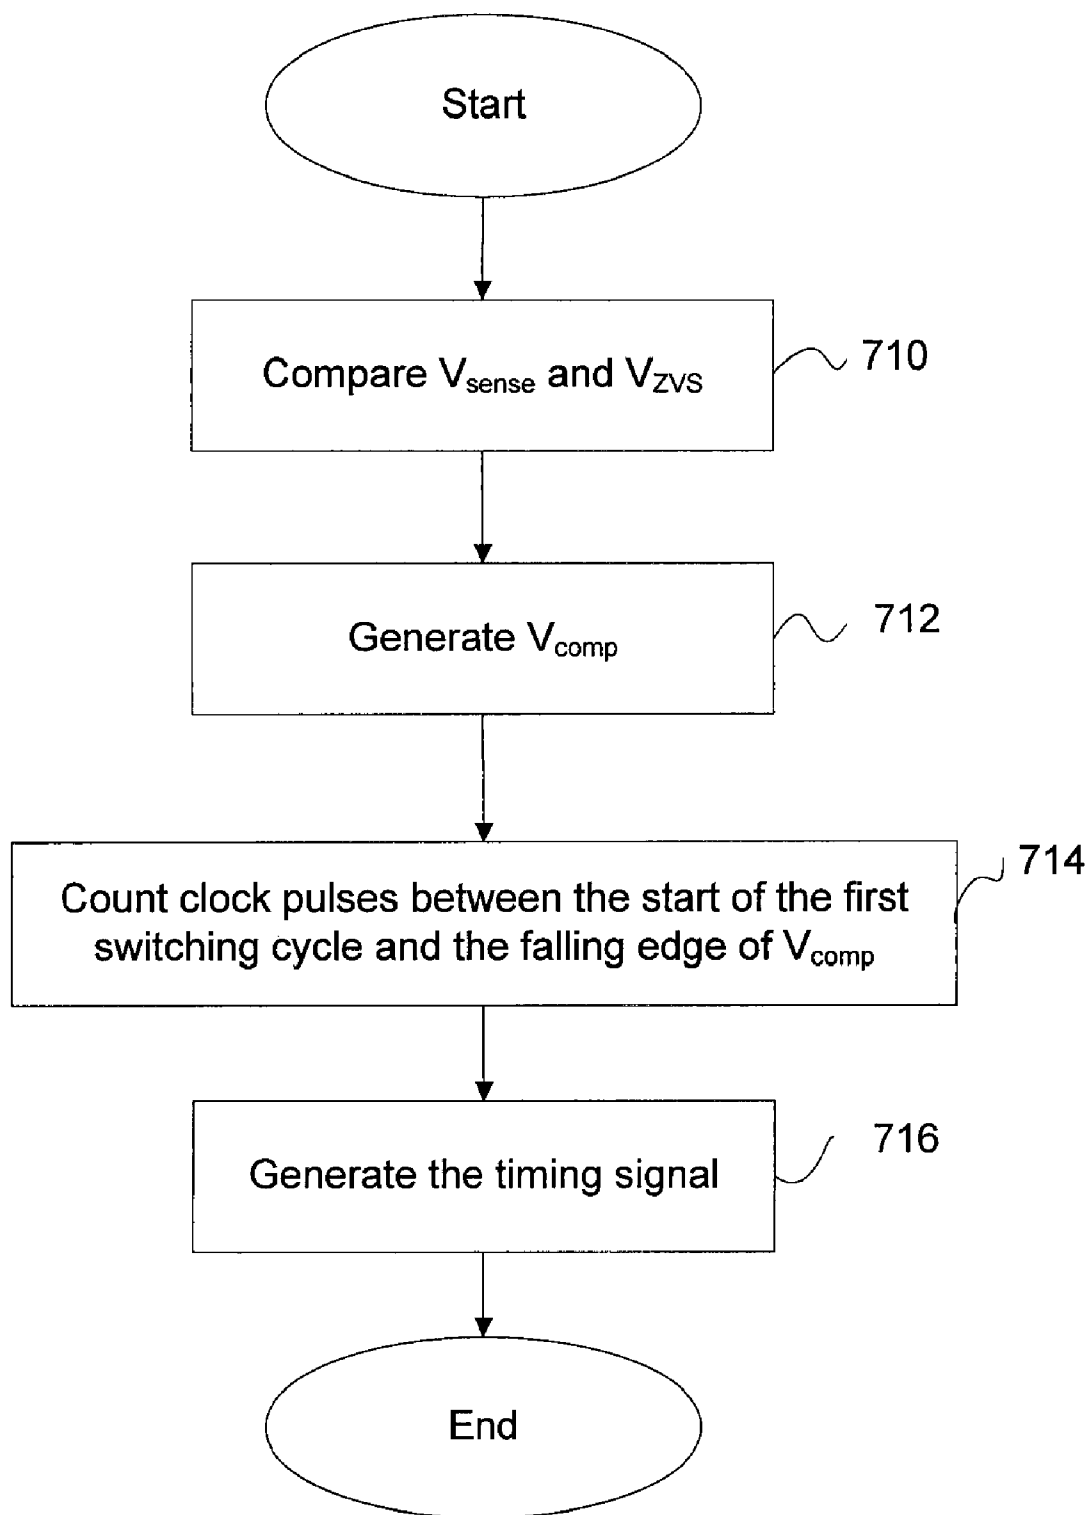 Start
Compare Vsense and VZVS
710
Generate Vcomp
712
714
Count clock pulses between the start of the first
switching cycle and the falling edge of Vcomp
716
Generate the timing signal
End